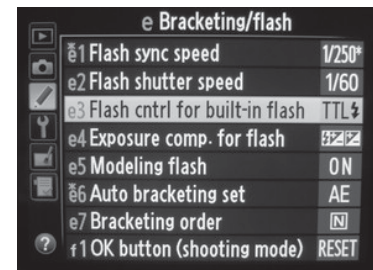 e Bracketing/flash
e1 Flash sync speed 1/250*
e2 Flash shutter speed 1/60
e3 Flash cntrl for built-in flash TTL
e4 Exposure comp. for flash
e5 Modeling flash ON
e6 Auto bracketing set AE
e7 Bracketing order N
? f1 OK button (shooting mode) RESET